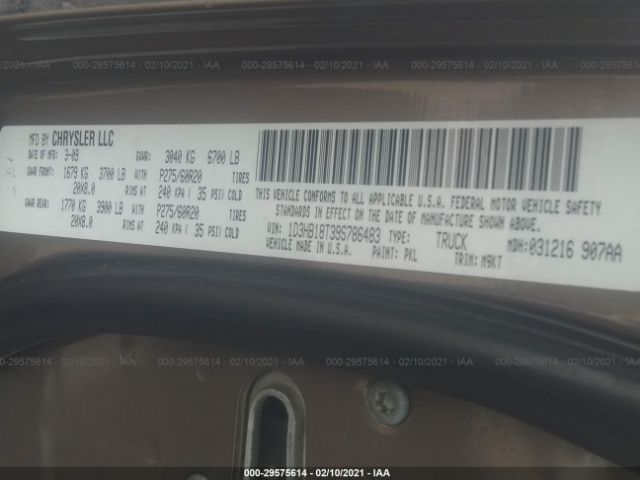 000-29575614 - 02/10/2021 - IAA
MFD BY CHRYSLER LLC
DATE OF MFR: 3-09 GVWR: 3040 KG 6700 LB
GAWR FRONT: 1679 KG 3700 LB WITH P275/60R20 TIRES
20X8.0 RIMS AT 240 KPA ( 35 PSI) COLD
GAWR REAR: 1770 KG 3900 LB WITH P275/60R20 TIRES
20X8.0 RIMS AT 240 KPA ( 35 PSI) COLD
THIS VEHICLE CONFORMS TO ALL APPLICABLE U.S.A. FEDERAL MOTOR VEHICLE SAFETY
STANDARDS IN EFFECT ON THE DATE OF MANUFACTURE SHOWN ABOVE.
VIN: 1D3HB18T39S786483 TYPE: TRUCK MDH:031216 907AA
MADE IN U.S.A. PAINT: PKL TRIM: M9KT
000-29575614 - 02/10/2021 - IAA
000-29575614 - 02/10/2021 - IAA